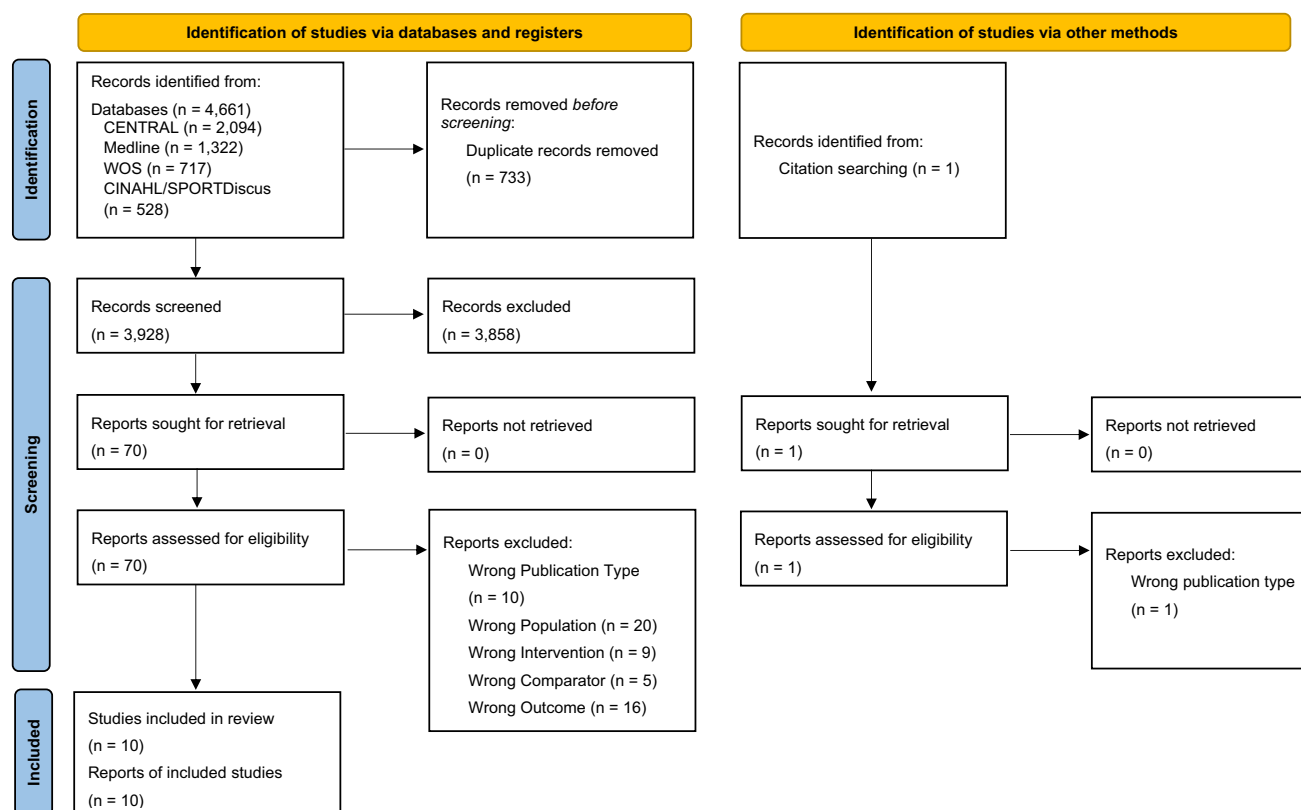 Identification of studies via databases and registers
Identification of studies via other methods
Identification
Records identified from:
Databases (n = 4,661)
CENTRAL (n = 2,094)
Medline (n = 1,322)
WOS (n = 717)
CINAHL/SPORTDiscus
(n = 528)
Records removed before
screening:
Duplicate records removed
(n = 733)
Records identified from:
Citation searching (n = 1)
Screening
Records screened
(n = 3,928)
Records excluded
(n = 3,858)
Reports sought for retrieval
(n = 70)
Reports not retrieved
(n = 0)
Reports sought for retrieval
(n = 1)
Reports not retrieved
(n = 0)
Reports assessed for eligibility
(n = 70)
Reports excluded:
Wrong Publication Type
(n = 10)
Wrong Population (n = 20)
Wrong Intervention (n = 9)
Wrong Comparator (n = 5)
Wrong Outcome (n = 16)
Reports assessed for eligibility
(n = 1)
Reports excluded:
Wrong publication type
(n = 1)
Included
Studies included in review
(n = 10)
Reports of included studies
(n = 10)